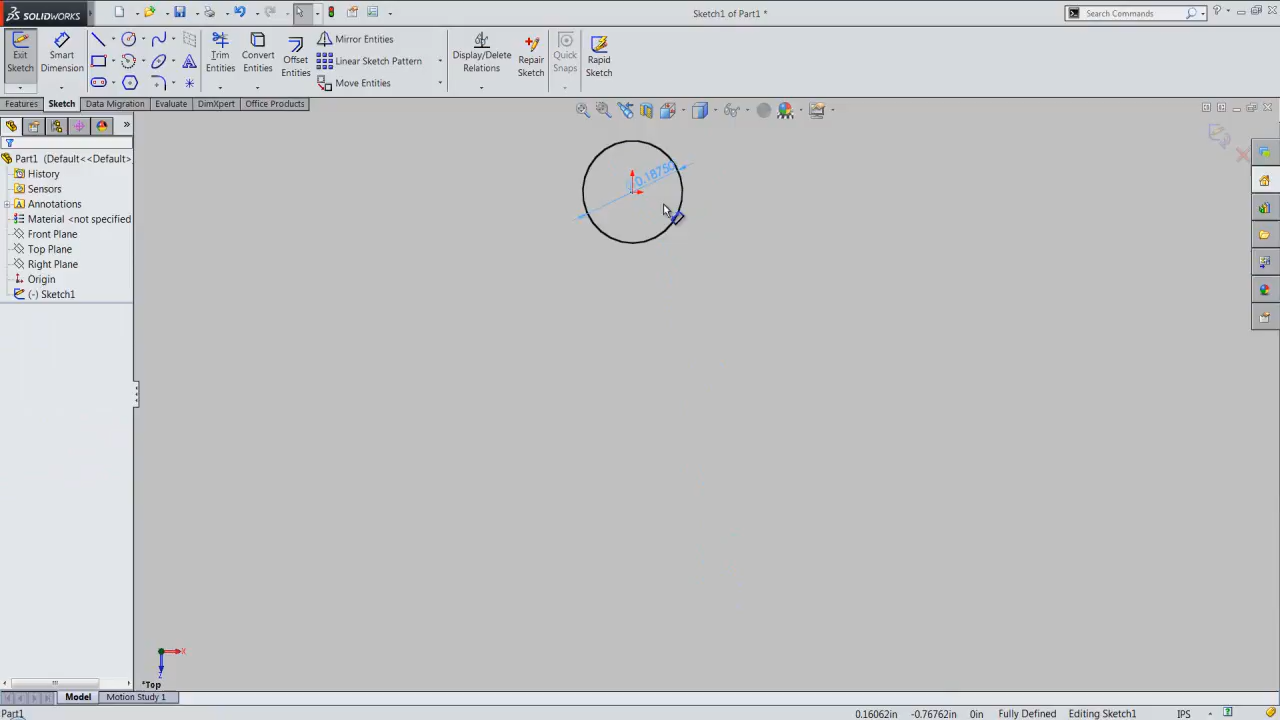 SOLIDWORKS
Sketch1 of Part1 *
Search Commands
Exit Sketch
Smart Dimension
Trim Entities
Convert Entities
Offset Entities
Mirror Entities
Linear Sketch Pattern
Move Entities
Display/Delete Relations
Repair Sketch
Quick Snaps
Rapid Sketch
Features
Sketch
Data Migration
Evaluate
DimXpert
Office Products
Part1 (Default<<Default>
History
Sensors
Annotations
Material <not specified
Front Plane
Top Plane
Right Plane
Origin
(-) Sketch1
0.18750
X
Z
*Top
Model
Motion Study 1
Part1
0.16062in
-0.76762in
0in
Fully Defined
Editing Sketch1
IPS